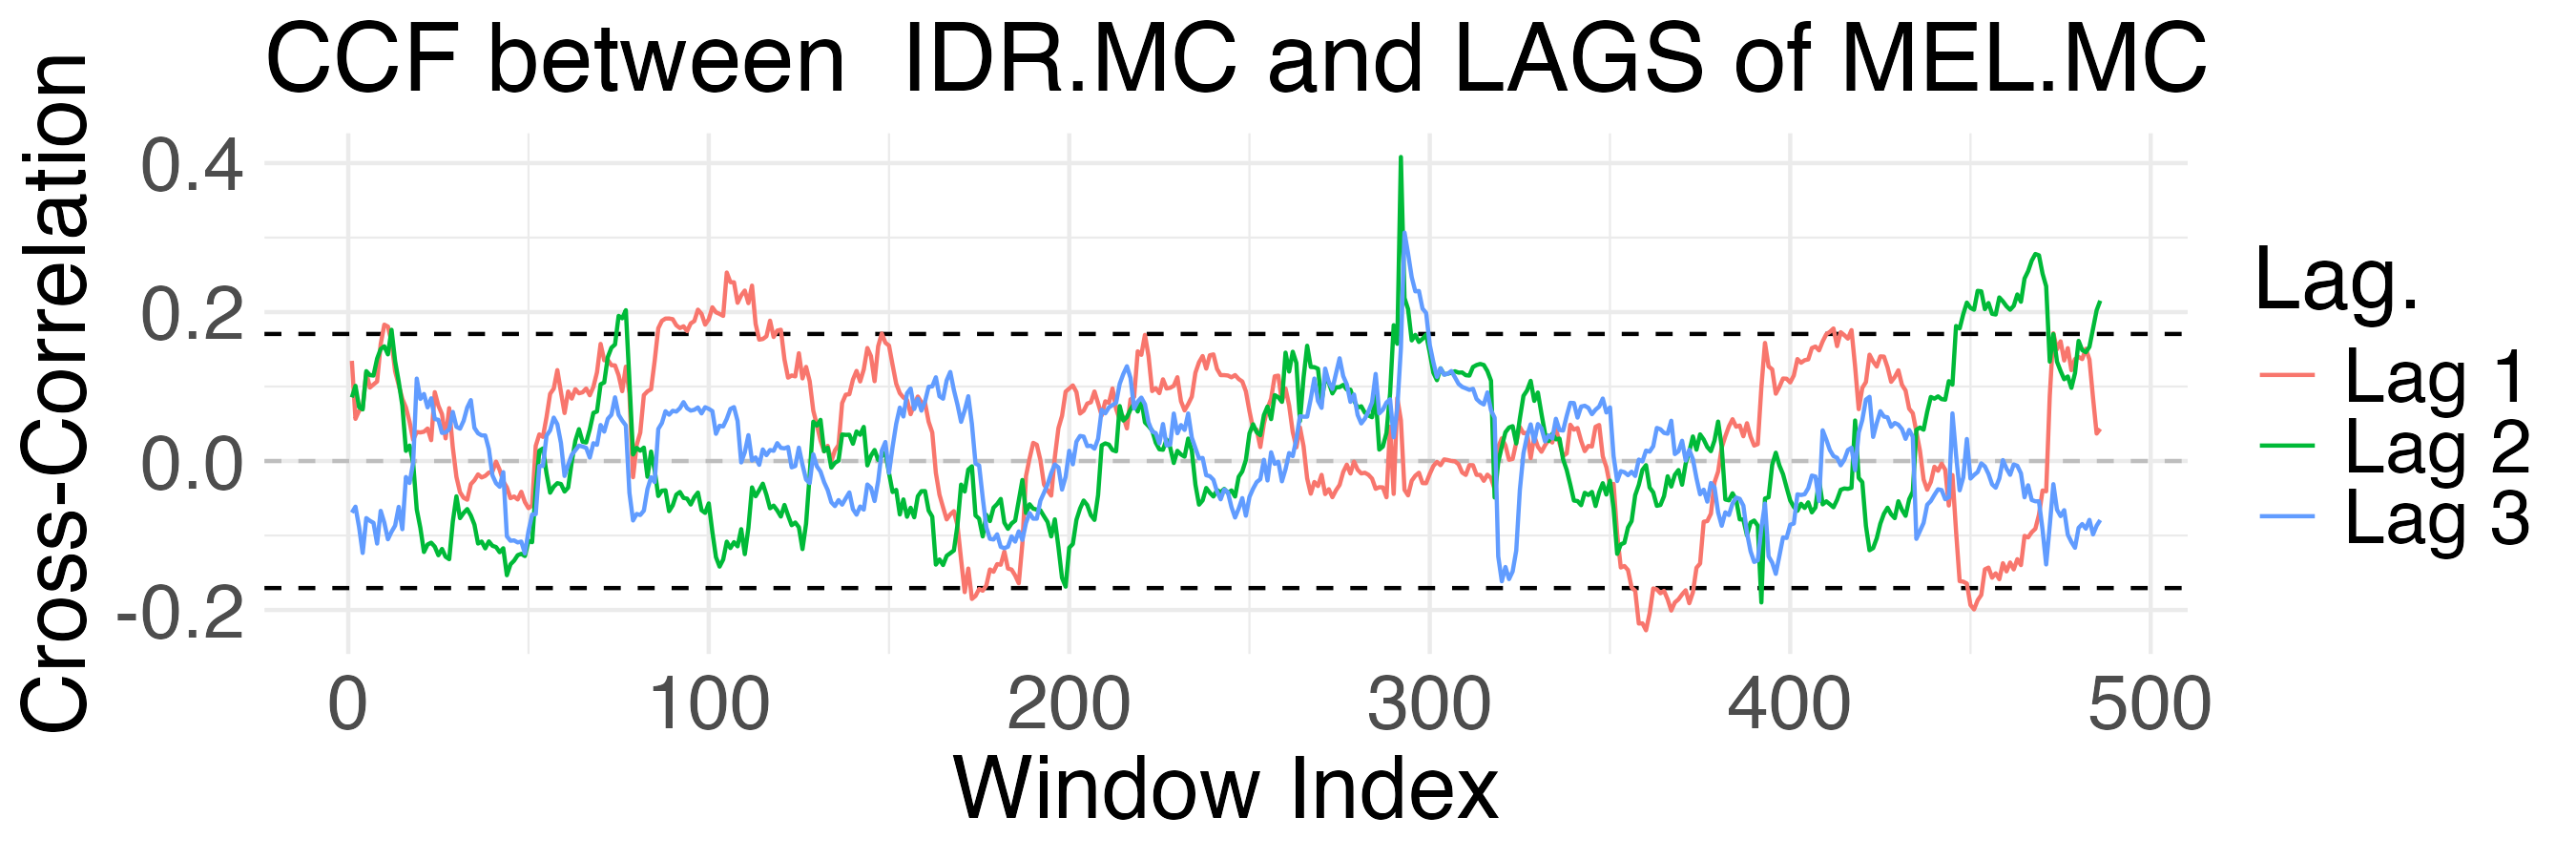 CCF between  IDR.MC and LAGS of MEL.MC
Cross-Correlation
0.4
0.2
0.0
-0.2
0
100
200
300
400
500
Window Index
Lag.
Lag 1
Lag 2
Lag 3